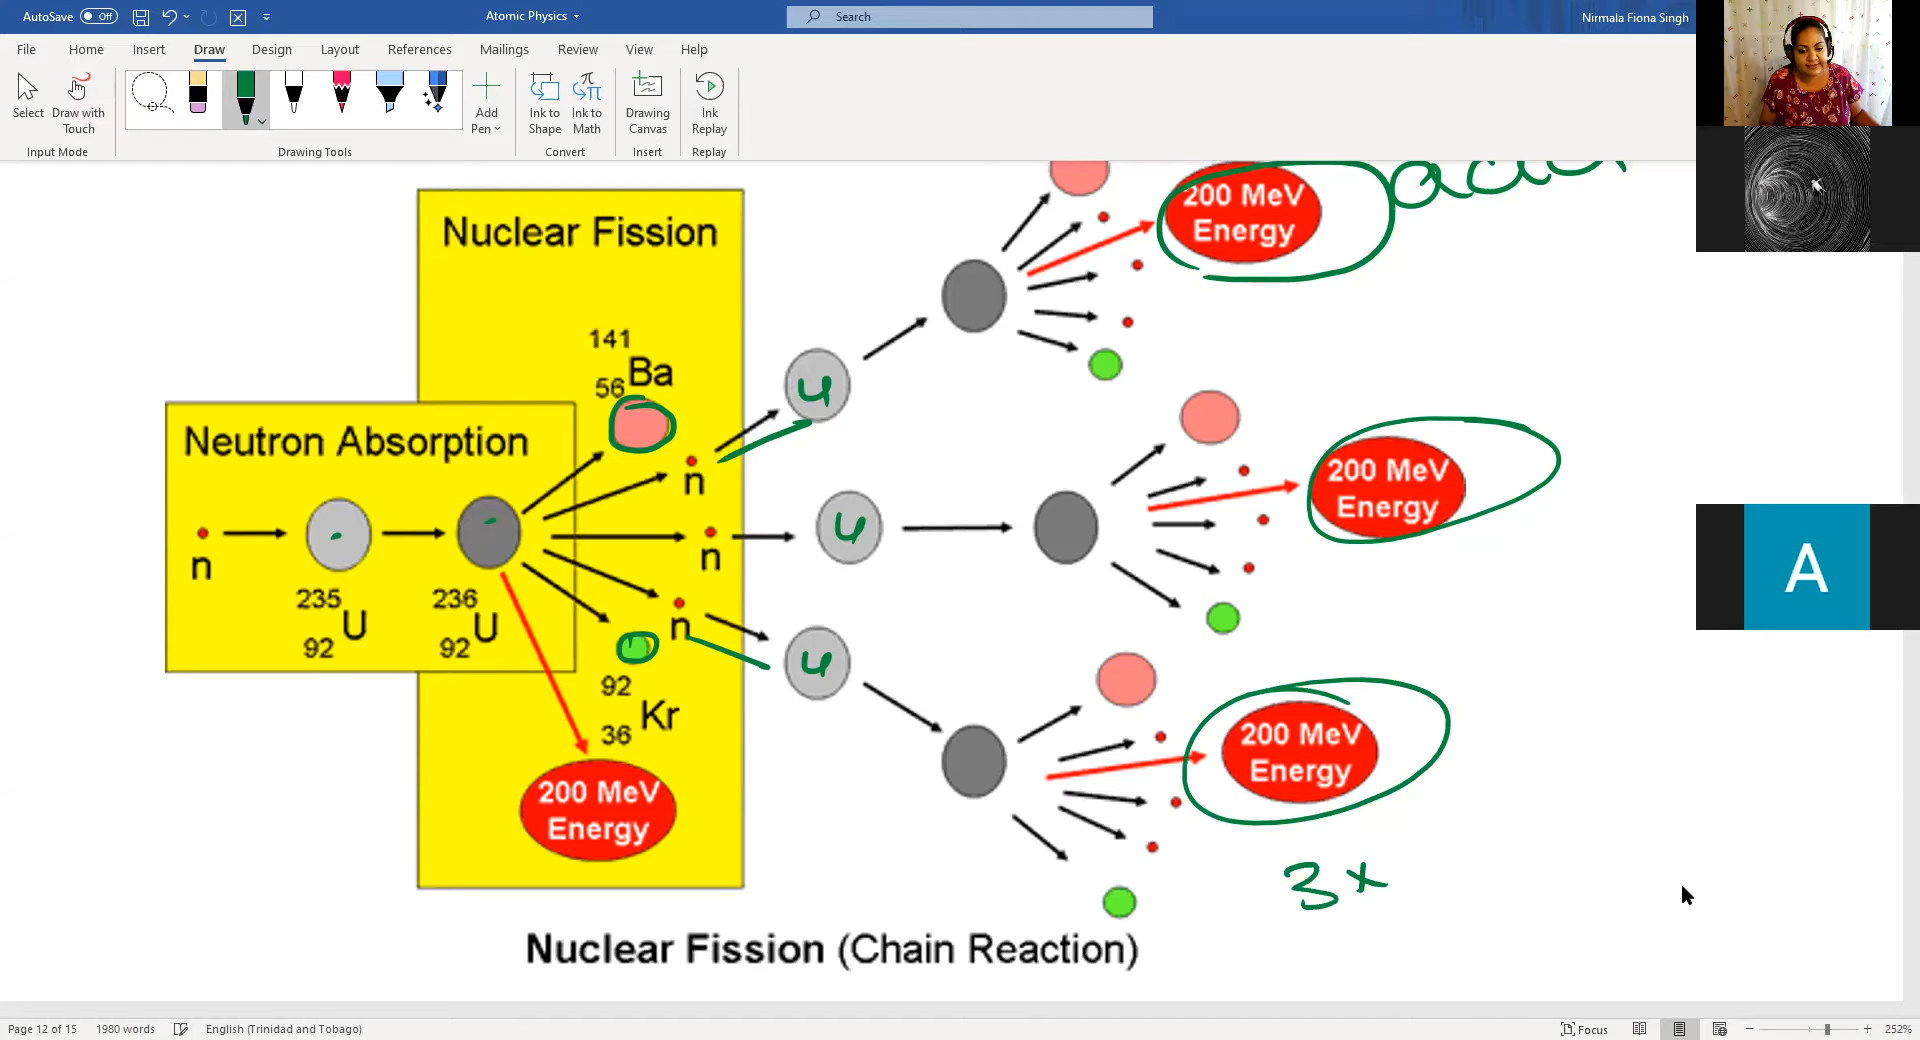 AutoSave Off
Atomic Physics
Search
Nirmala Fiona Singh
File Home Insert Draw Design Layout References Mailings Review View Help
Select
Draw with Touch
Add Pen
Ink to Shape
Ink to Math
Drawing Canvas
Ink Replay
Input Mode
Drawing Tools
Convert
Insert
Replay
200 MeV
Energy
Nuclear Fission
141
56 Ba
u
Neutron Absorption
n
n
u
n
235
92 U
236
92 U
n
u
92
36 Kr
200 MeV
Energy
200 MeV
Energy
200 MeV
Energy
A
3 x
Nuclear Fission (Chain Reaction)
Page 12 of 15 1980 words English (Trinidad and Tobago)
Focus
252%